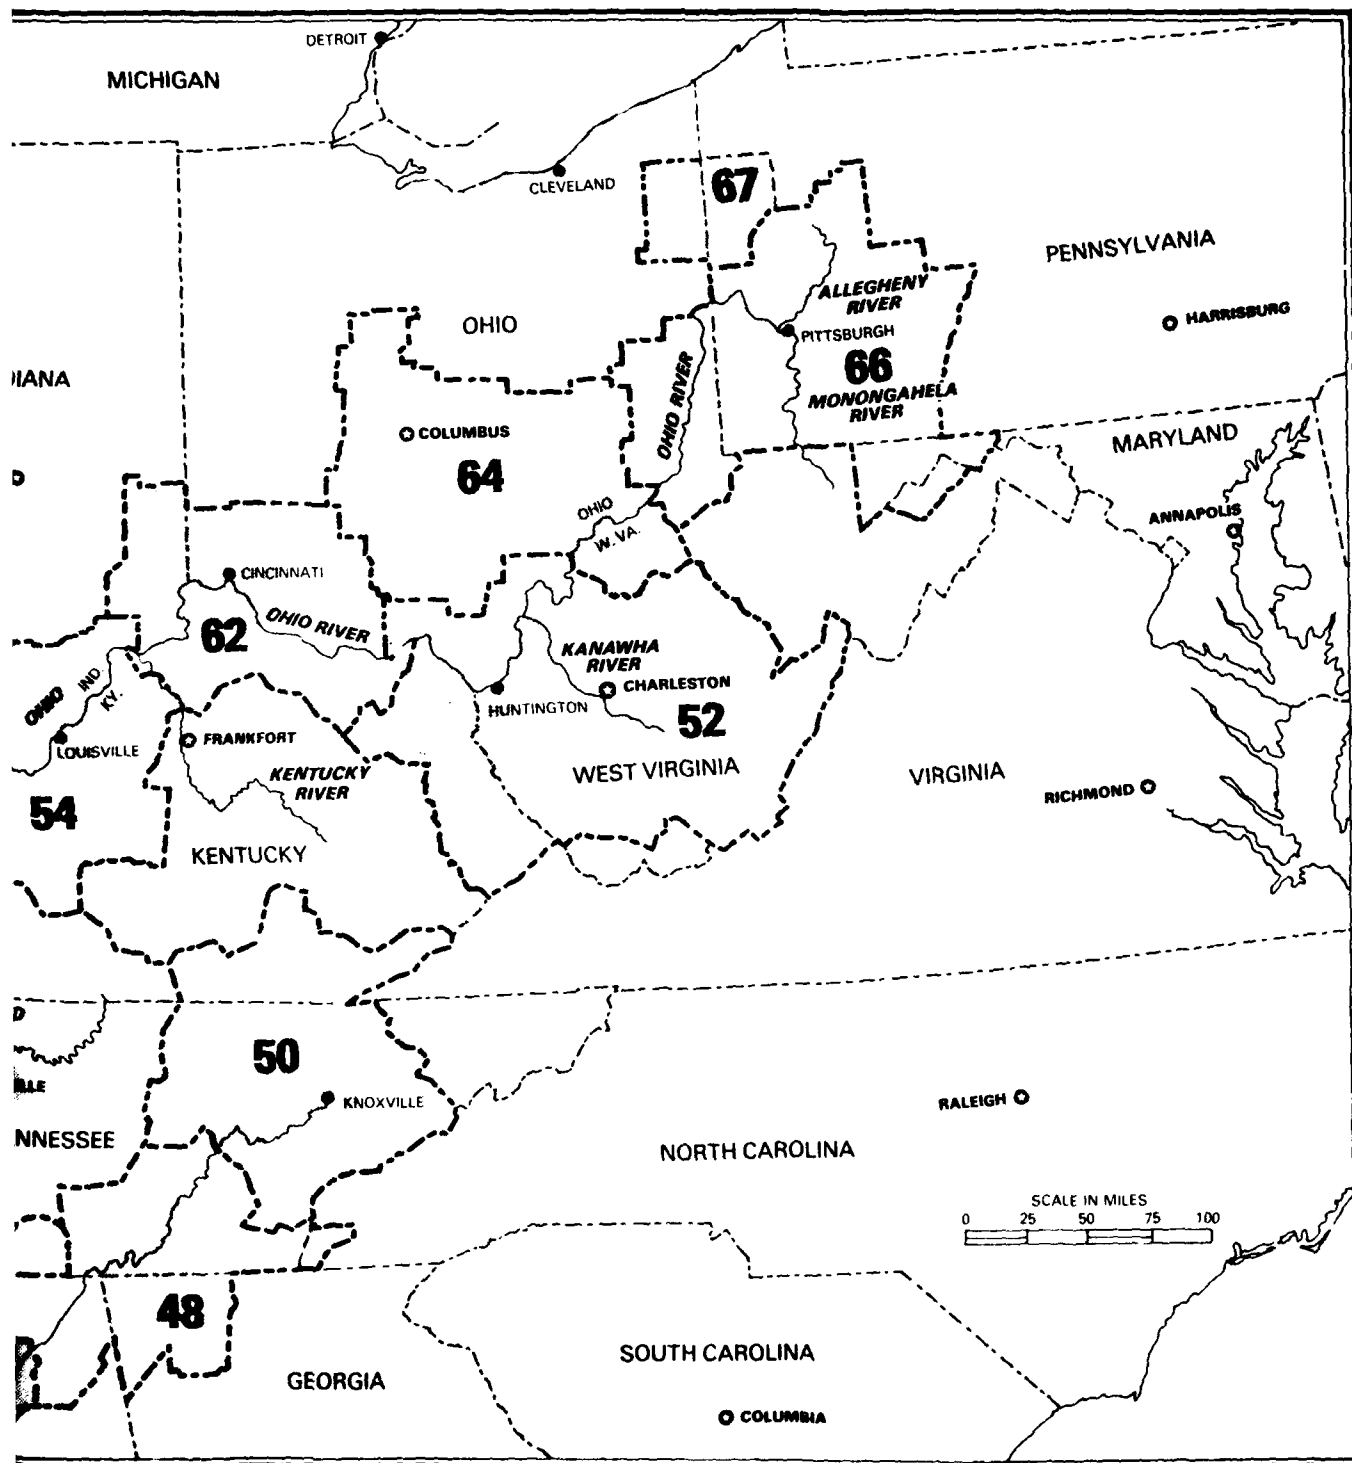 DETROIT
MICHIGAN
CLEVELAND
67
PENNSYLVANIA
ALLEGHENY
RIVER
HARRISBURG
OHIO
PITTSBURGH
66
MONONGAHELA
RIVER
IANA
OHIO RIVER
COLUMBUS
64
MARYLAND
D
OHIO
W. VA.
ANNAPOLIS
CINCINNATI
62
OHIO RIVER
KANAWHA
RIVER
CHARLESTON
OHIO
IND.
KY.
HUNTINGTON
52
LOUISVILLE
FRANKFORT
KENTUCKY
RIVER
WEST VIRGINIA
VIRGINIA
RICHMOND
54
KENTUCKY
D
50
LLE
KNOXVILLE
RALEIGH
NNESSEE
NORTH CAROLINA
SCALE IN MILES
0 25 50 75 100
48
SOUTH CAROLINA
GEORGIA
COLUMBIA